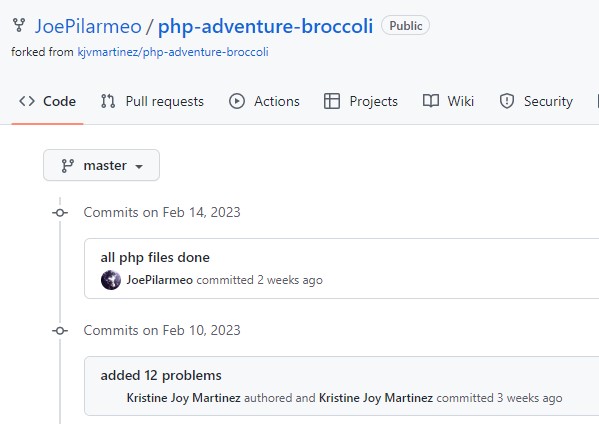 JoePilarmeo / php-adventure-broccoli Public
forked from kjvmartinez/php-adventure-broccoli
<> Code Pull requests Actions Projects Wiki Security
master
Commits on Feb 14, 2023
all php files done
JoePilarmeo committed 2 weeks ago
Commits on Feb 10, 2023
added 12 problems
Kristine Joy Martinez authored and Kristine Joy Martinez committed 3 weeks ago